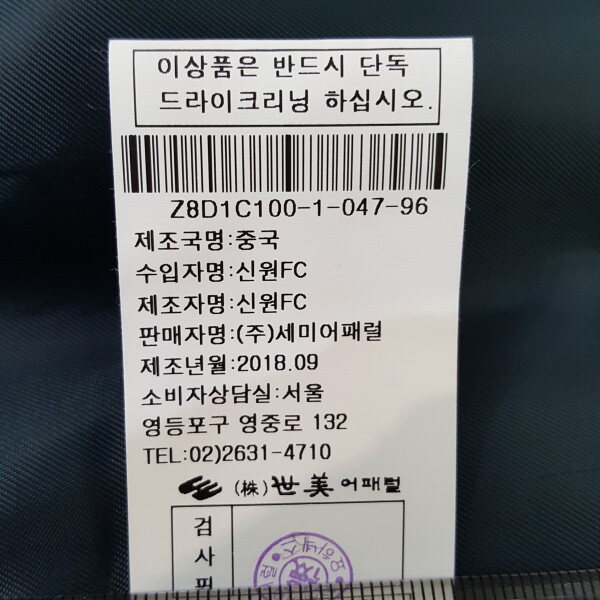 이상품은 반드시 단독
드라이크리닝 하십시오.
Z8D1C100-1-047-96
제조국명:중국
수입자명:신원FC
제조자명:신원FC
판매자명:(주)세미어패럴
제조년월:2018.09
소비자상담실:서울
영등포구 영중로 132
TEL:02)2631-4710
(株)世美어패럴
검
사
필